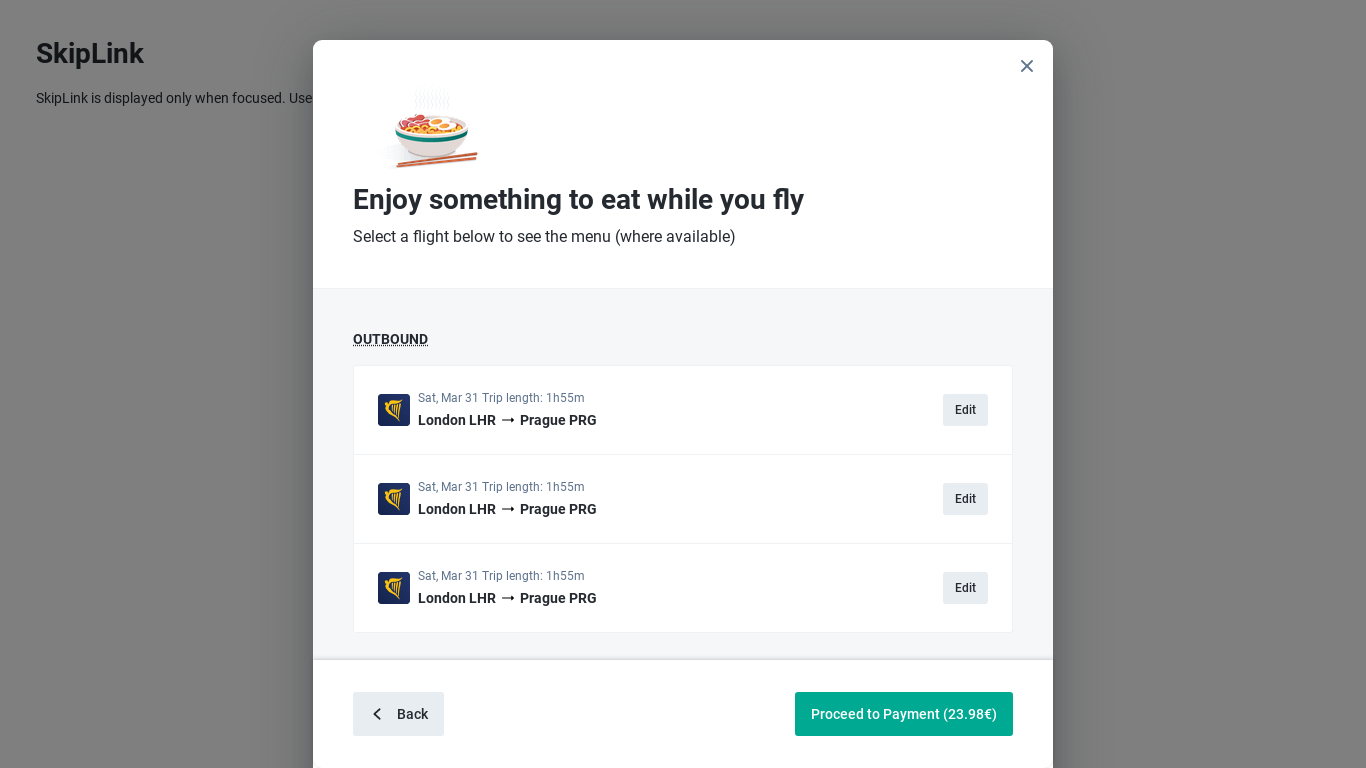 SkipLink
SkipLink is displayed only when focused. Use
Enjoy something to eat while you fly
Select a flight below to see the menu (where available)
OUTBOUND
Sat, Mar 31 Trip length: 1h55m
London LHR → Prague PRG
Edit
Sat, Mar 31 Trip length: 1h55m
London LHR → Prague PRG
Edit
Sat, Mar 31 Trip length: 1h55m
London LHR → Prague PRG
Edit
Back
Proceed to Payment (23.98€)